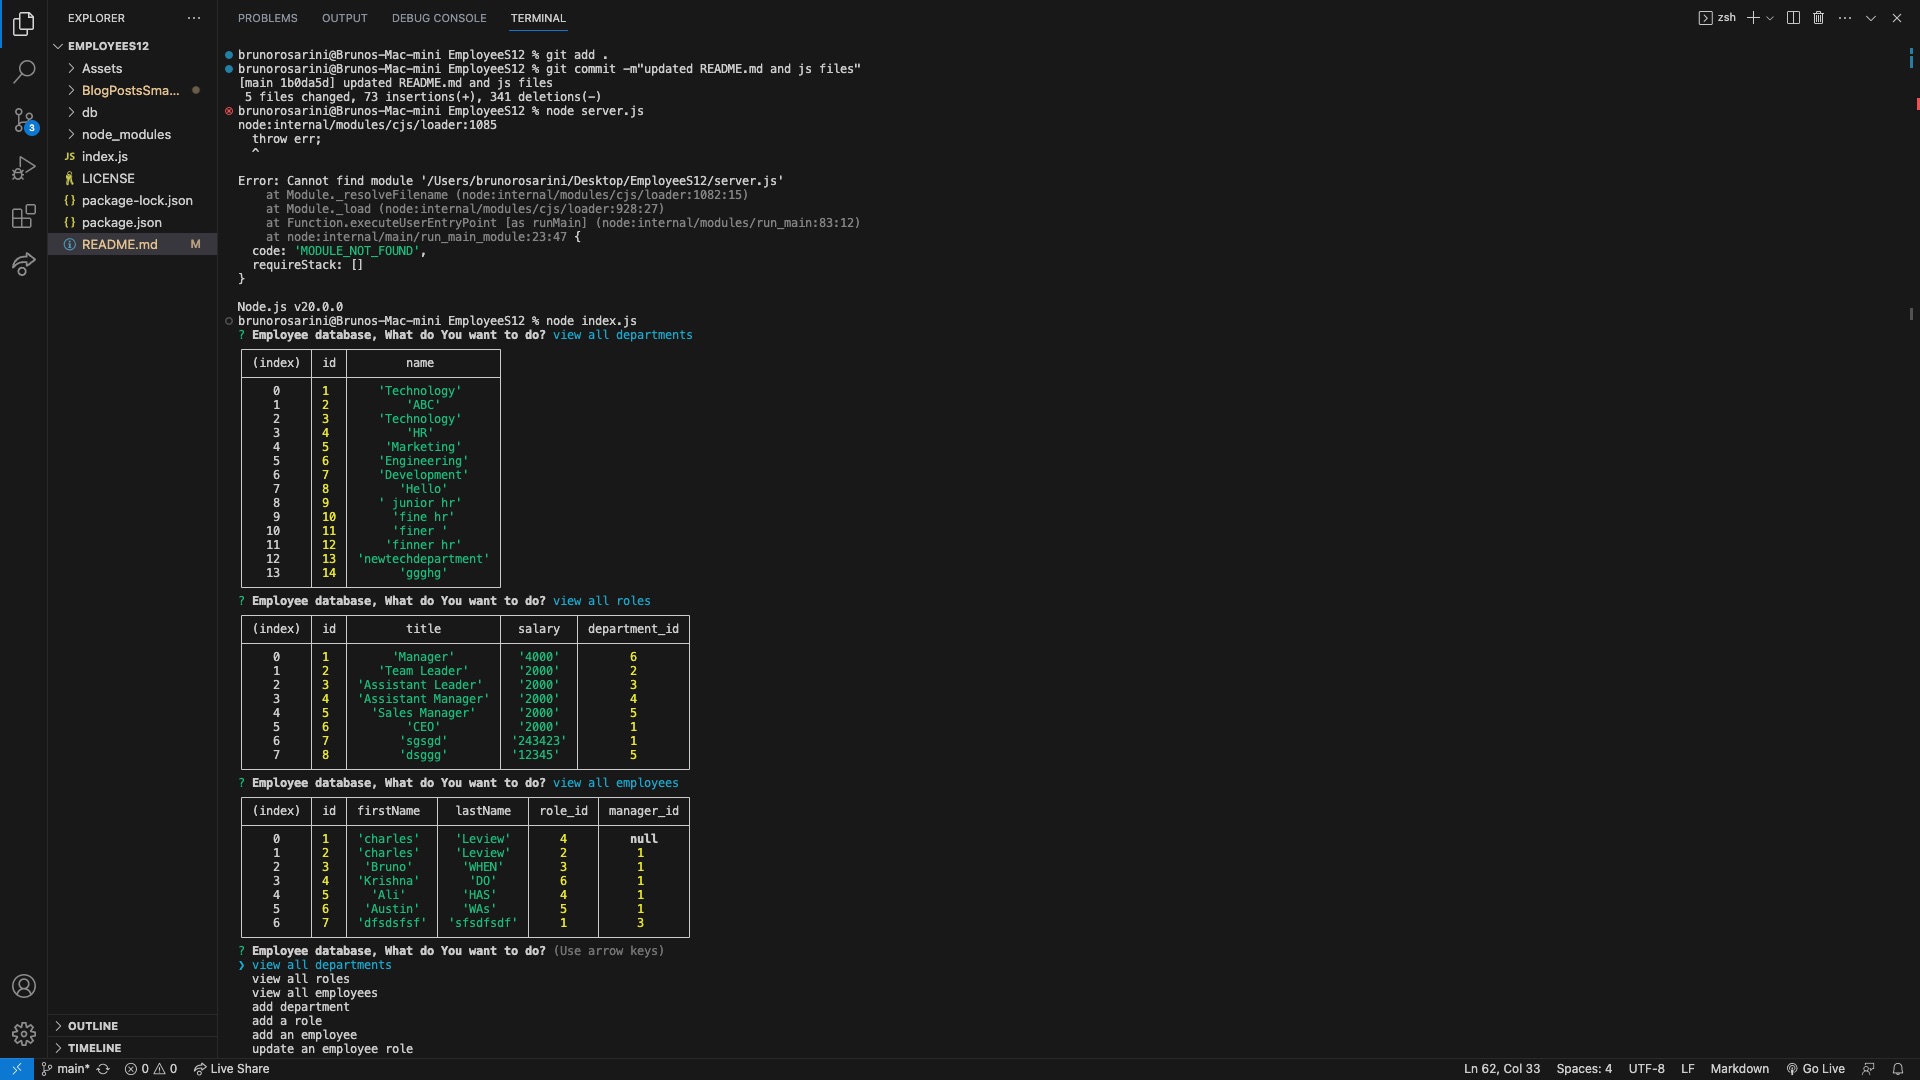 EXPLORER
PROBLEMS OUTPUT DEBUG CONSOLE TERMINAL
zsh
EMPLOYEES12
Assets
BlogPostsSma...
db
node_modules
JS index.js
LICENSE
{} package-lock.json
{} package.json
README.md M
3
OUTLINE
TIMELINE
brunorosarini@Brunos-Mac-mini EmployeeS12 % git add .
brunorosarini@Brunos-Mac-mini EmployeeS12 % git commit -m"updated README.md and js files"
[main 1b0da5d] updated README.md and js files
5 files changed, 73 insertions(+), 341 deletions(-)
brunorosarini@Brunos-Mac-mini EmployeeS12 % node server.js
node:internal/modules/cjs/loader:1085
throw err;
^
Error: Cannot find module '/Users/brunorosarini/Desktop/EmployeeS12/server.js'
at Module._resolveFilename (node:internal/modules/cjs/loader:1082:15)
at Module._load (node:internal/modules/cjs/loader:928:27)
at Function.executeUserEntryPoint [as runMain] (node:internal/modules/run_main:83:12)
at node:internal/main/run_main_module:23:47 {
code: 'MODULE_NOT_FOUND',
requireStack: []
}
Node.js v20.0.0
brunorosarini@Brunos-Mac-mini EmployeeS12 % node index.js
? Employee database, What do You want to do? view all departments
(index) id name
0 1 'Technology'
1 2 'ABC'
2 3 'Technology'
3 4 'HR'
4 5 'Marketing'
5 6 'Engineering'
6 7 'Development'
7 8 'Hello'
8 9 ' junior hr'
9 10 'fine hr'
10 11 'finer '
11 12 'finner hr'
12 13 'newtechdepartment'
13 14 'ggghg'
? Employee database, What do You want to do? view all roles
(index) id title salary department_id
0 1 'Manager' '4000' 6
1 2 'Team Leader' '2000' 2
2 3 'Assistant Leader' '2000' 3
3 4 'Assistant Manager' '2000' 4
4 5 'Sales Manager' '2000' 5
5 6 'CEO' '2000' 1
6 7 'sgsgd' '243423' 1
7 8 'dsggg' '12345' 5
? Employee database, What do You want to do? view all employees
(index) id firstName lastName role_id manager_id
0 1 'charles' 'Leview' 4 null
1 2 'charles' 'Leview' 2 1
2 3 'Bruno' 'WHEN' 3 1
3 4 'Krishna' 'DO' 6 1
4 5 'Ali' 'HAS' 4 1
5 6 'Austin' 'WAs' 5 1
6 7 'dfsdsfsf' 'sfsdfsdf' 1 3
? Employee database, What do You want to do? (Use arrow keys)
❯ view all departments
view all roles
view all employees
add department
add a role
add an employee
update an employee role
main* 0 0 Live Share
Ln 62, Col 33 Spaces: 4 UTF-8 LF Markdown Go Live